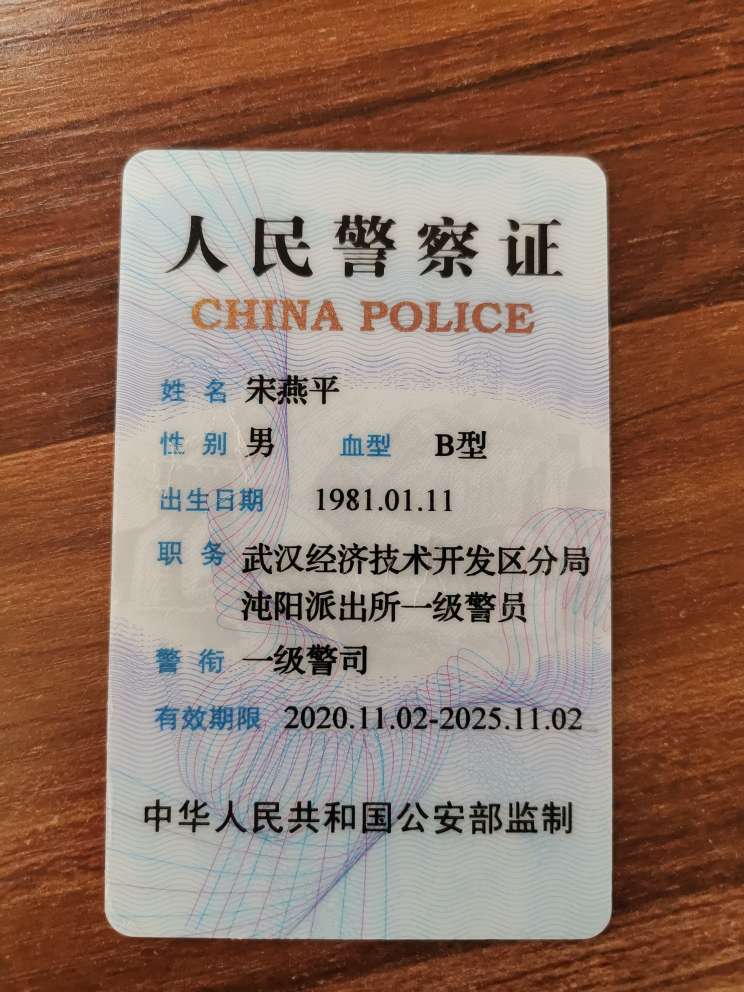 人民警察证
CHINA POLICE
姓名 宋燕平
性别 男 血型 B型
出生日期 1981.01.11
职务 武汉经济技术开发区分局
沌阳派出所一级警员
警衔 一级警司
有效期限 2020.11.02-2025.11.02
中华人民共和国公安部监制